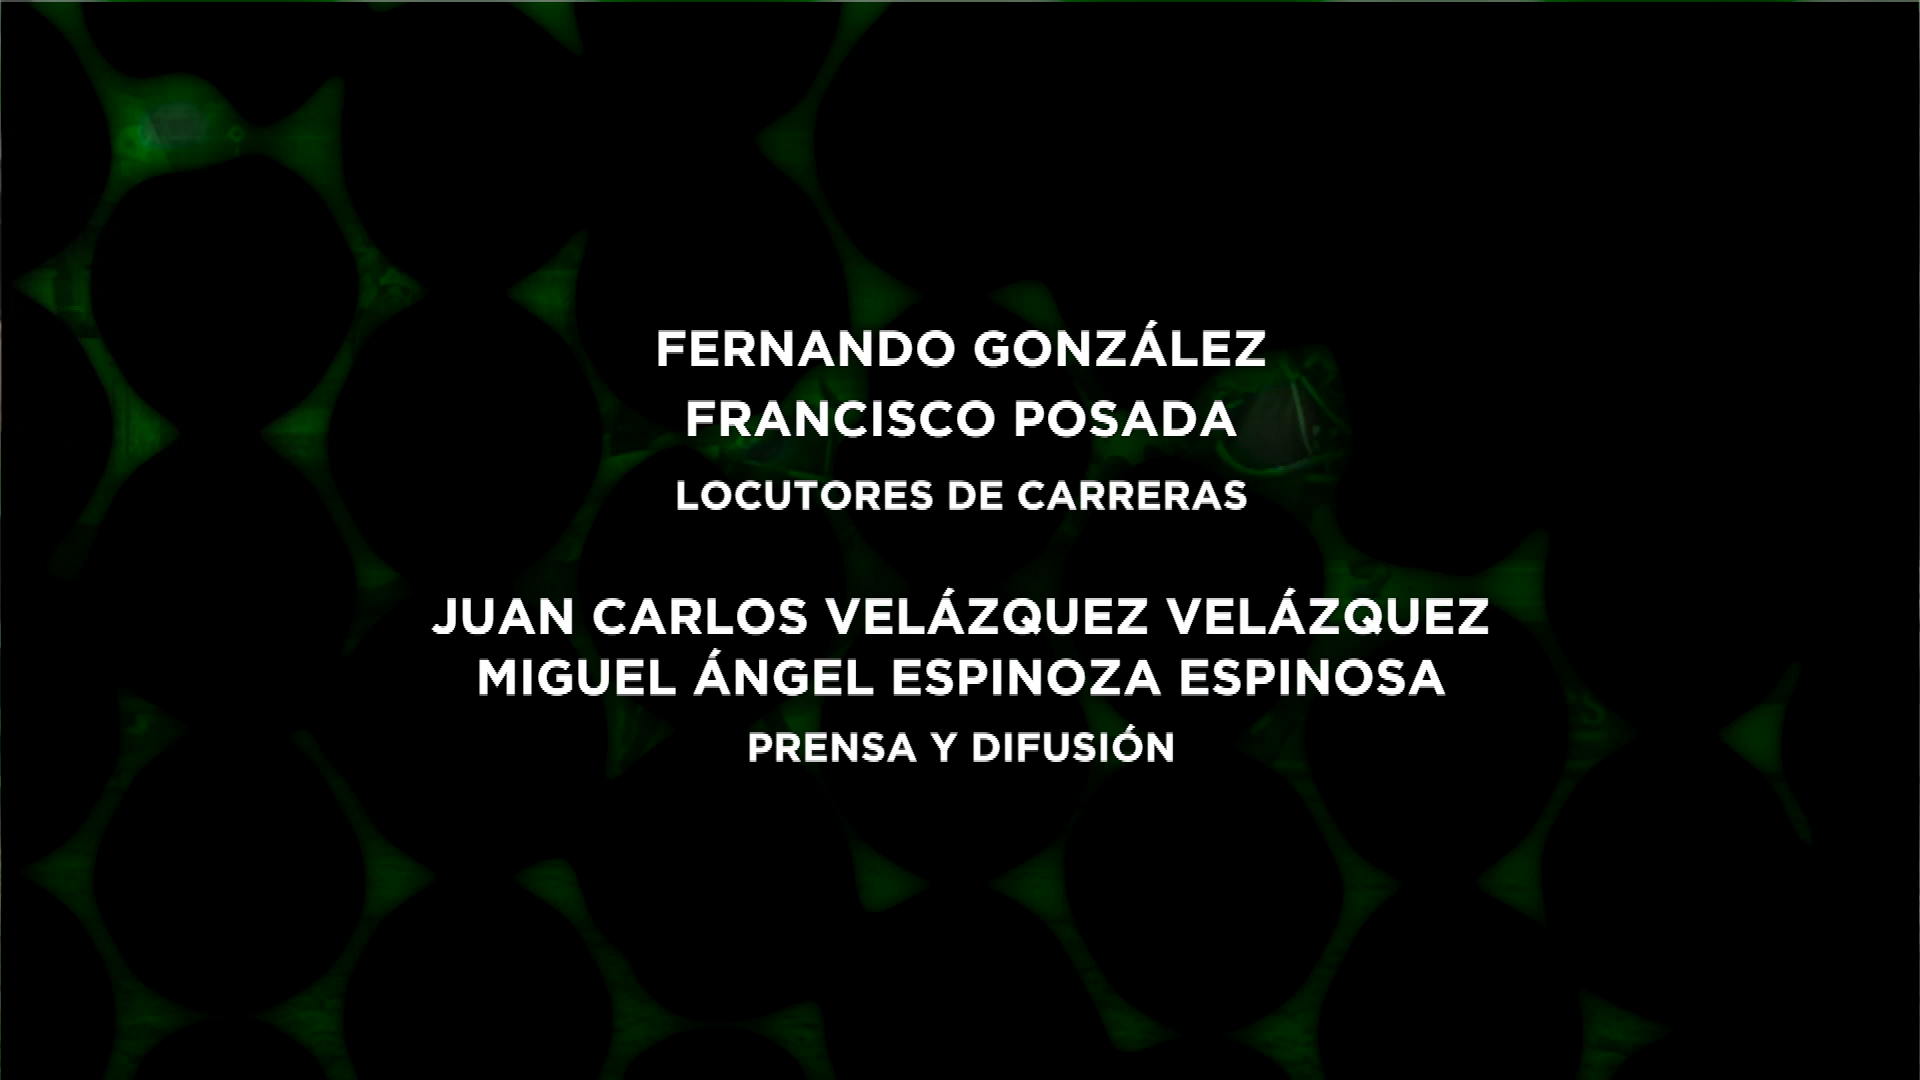 FERNANDO GONZÁLEZ
FRANCISCO POSADA
LOCUTORES DE CARRERAS
JUAN CARLOS VELÁZQUEZ VELÁZQUEZ
MIGUEL ÁNGEL ESPINOZA ESPINOSA
PRENSA Y DIFUSIÓN